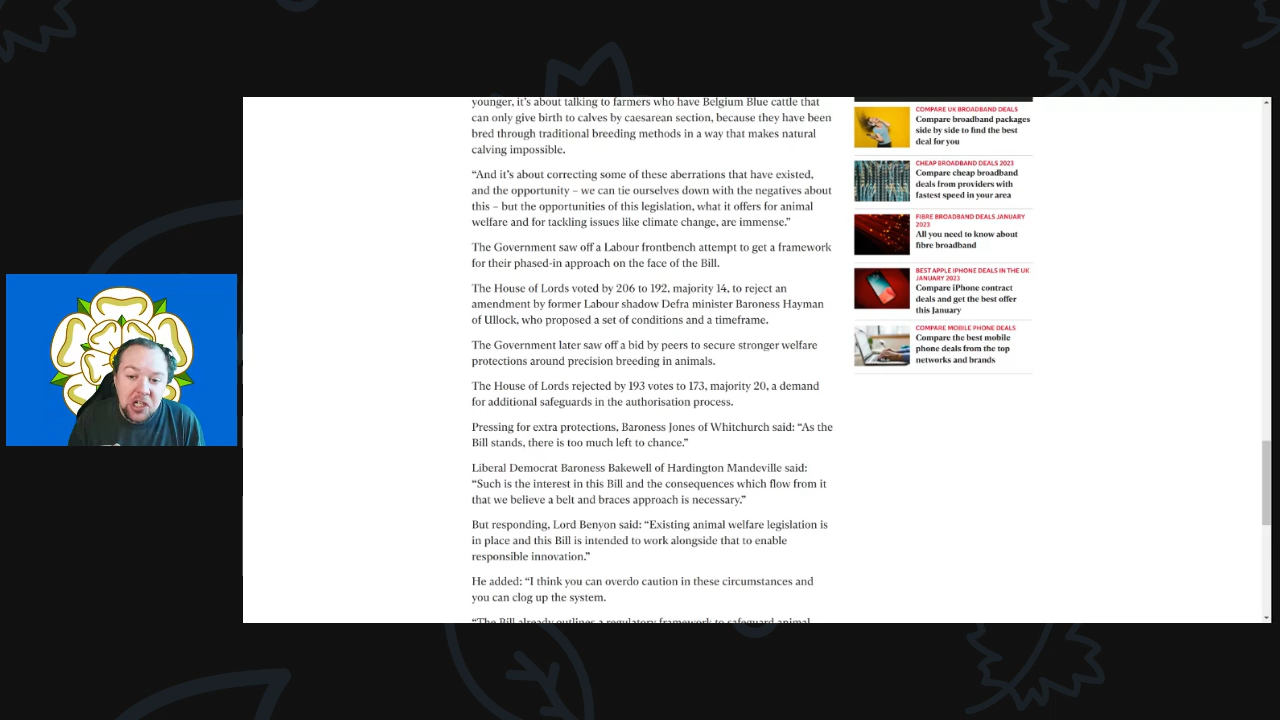 younger, it's about talking to farmers who have Belgium Blue cattle that
can only give birth to calves by caesarean section, because they have been
bred through traditional breeding methods in a way that makes natural
calving impossible.
“And it's about correcting some of these aberrations that have existed,
and the opportunity – we can tie ourselves down with the negatives about
this – but the opportunities of this legislation, what it offers for animal
welfare and for tackling issues like climate change, are immense.”
The Government saw off a Labour frontbench attempt to get a framework
for their phased-in approach on the face of the Bill.
The House of Lords voted by 206 to 192, majority 14, to reject an
amendment by former Labour shadow Defra minister Baroness Hayman
of Ullock, who proposed a set of conditions and a timeframe.
The Government later saw off a bid by peers to secure stronger welfare
protections around precision breeding in animals.
The House of Lords rejected by 193 votes to 173, majority 20, a demand
for additional safeguards in the authorisation process.
Pressing for extra protections, Baroness Jones of Whitchurch said: “As the
Bill stands, there is too much left to chance.”
Liberal Democrat Baroness Bakewell of Hardington Mandeville said:
“Such is the interest in this Bill and the consequences which flow from it
that we believe a belt and braces approach is necessary.”
But responding, Lord Benyon said: “Existing animal welfare legislation is
in place and this Bill is intended to work alongside that to enable
responsible innovation.”
He added: “I think you can overdo caution in these circumstances and
you can clog up the system.
“The Bill already outlines a regulatory framework to safeguard animal
COMPARE UK BROADBAND DEALS
Compare broadband packages
side by side to find the best
deal for you
CHEAP BROADBAND DEALS 2023
Compare cheap broadband
deals from providers with
fastest speed in your area
FIBRE BROADBAND DEALS JANUARY
2023
All you need to know about
fibre broadband
BEST APPLE IPHONE DEALS IN THE UK
JANUARY 2023
Compare iPhone contract
deals and get the best offer
this January
COMPARE MOBILE PHONE DEALS
Compare the best mobile
phone deals from the top
networks and brands